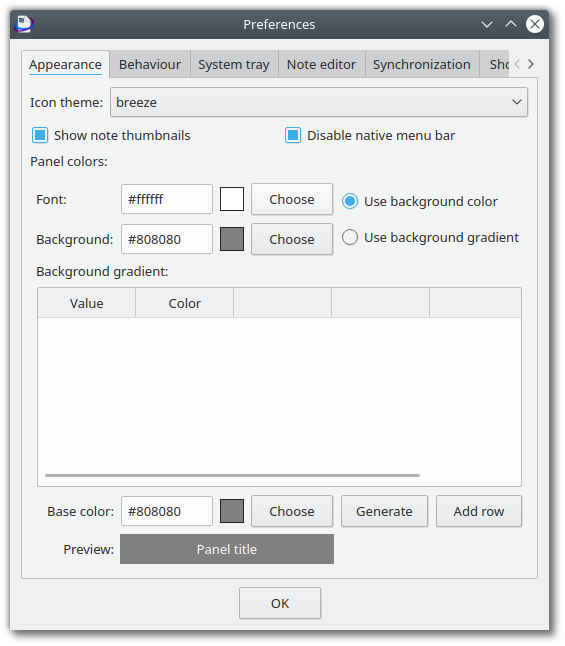 Preferences
Appearance Behaviour System tray Note editor Synchronization
Icon theme: breeze
Show note thumbnails Disable native menu bar
Panel colors:
Font: #ffffff Choose Use background color
Background: #808080 Choose Use background gradient
Background gradient:
Value Color
Base color: #808080 Choose Generate Add row
Preview: Panel title
OK